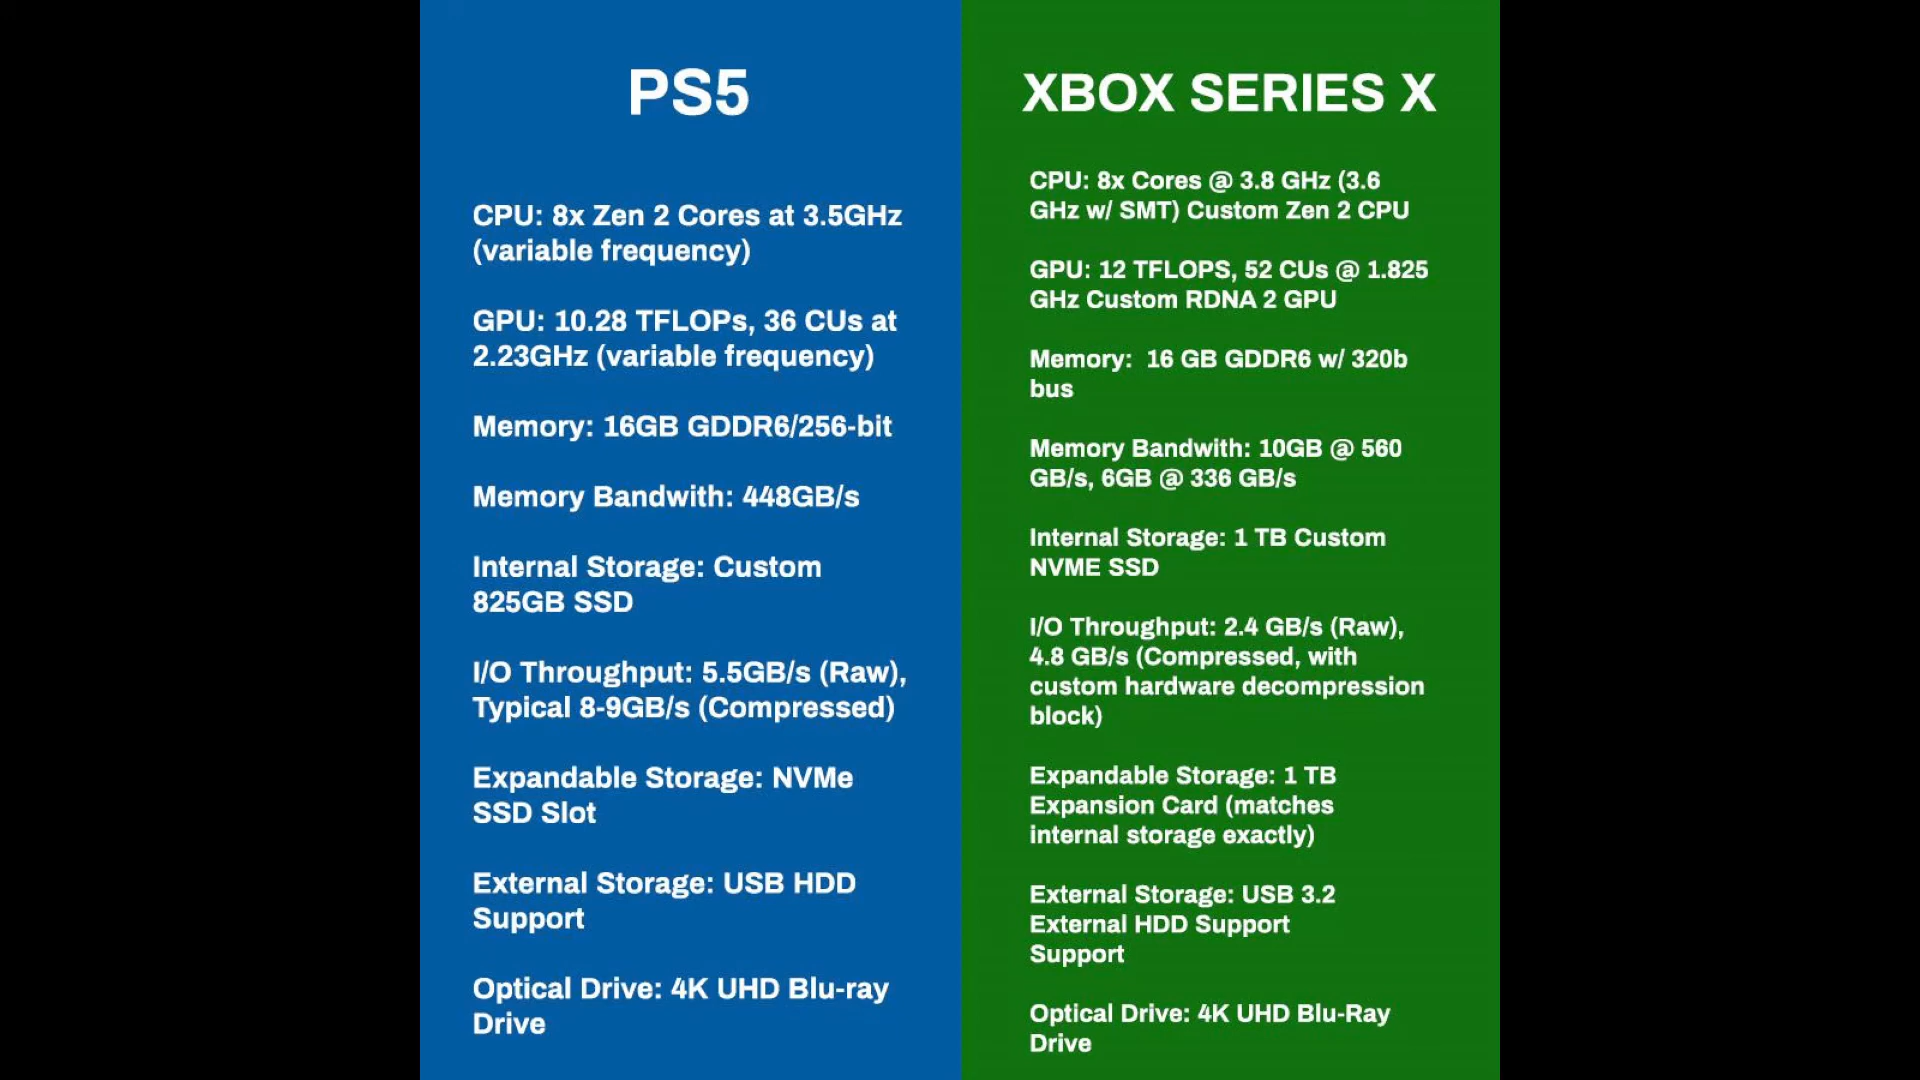 PS5
CPU: 8x Zen 2 Cores at 3.5GHz
(variable frequency)
GPU: 10.28 TFLOPs, 36 CUs at
2.23GHz (variable frequency)
Memory: 16GB GDDR6/256-bit
Memory Bandwith: 448GB/s
Internal Storage: Custom
825GB SSD
I/O Throughput: 5.5GB/s (Raw),
Typical 8-9GB/s (Compressed)
Expandable Storage: NVMe
SSD Slot
External Storage: USB HDD
Support
Optical Drive: 4K UHD Blu-ray
Drive
XBOX SERIES X
CPU: 8x Cores @ 3.8 GHz (3.6
GHz w/ SMT) Custom Zen 2 CPU
GPU: 12 TFLOPS, 52 CUs @ 1.825
GHz Custom RDNA 2 GPU
Memory: 16 GB GDDR6 w/ 320b
bus
Memory Bandwith: 10GB @ 560
GB/s, 6GB @ 336 GB/s
Internal Storage: 1 TB Custom
NVME SSD
I/O Throughput: 2.4 GB/s (Raw),
4.8 GB/s (Compressed, with
custom hardware decompression
block)
Expandable Storage: 1 TB
Expansion Card (matches
internal storage exactly)
External Storage: USB 3.2
External HDD Support
Support
Optical Drive: 4K UHD Blu-Ray
Drive